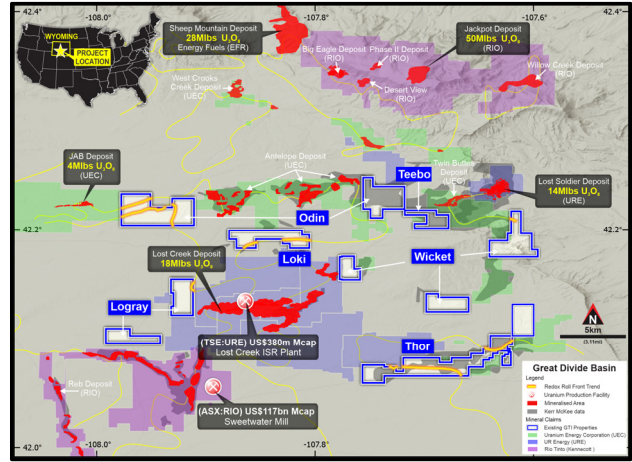 -108.0°
-107.8°
-107.6°
WYOMING
PROJECT
LOCATION
42.4°
42.4°
Sheep Mountain Deposit
28Mlbs U₃O₈
Energy Fuels (EFR)
Big Eagle Deposit
(RIO)
Phase II Deposit
(RIO)
Jackpot Deposit
50Mlbs U₃O₈
(RIO)
Desert View
(RIO)
Willow Creek Deposit
(RIO)
West Crooks
Creek Deposit
(UEC)
JAB Deposit
4Mlbs U₃O₈
(UEC)
Antelope Deposit
(UEC)
Teebo
Twin Buttes
Deposit
(UEC)
Lost Soldier Deposit
14Mlbs U₃O₈
(URE)
Odin
42.2°
42.2°
Lost Creek Deposit
18Mlbs U₃O₈
Loki
Wicket
Logray
(TSE:URE) US$380m Mcap
Lost Creek ISR Plant
Thor
N
5km
(3.11mi)
Reb Deposit
(RIO)
(ASX:RIO) US$117bn Mcap
Sweetwater Mill
Great Divide Basin
Legend
Redox Roll Front Trend
Uranium Production Facility
Mineralised Area
Kerr McKee data
Mineral Claims
Existing GTI Properties
Uranium Energy Corporation (UEC)
UR Energy (URE)
Rio Tinto (Kennecott)
42.0°
42.0°
-108.0°
-107.8°
-107.6°